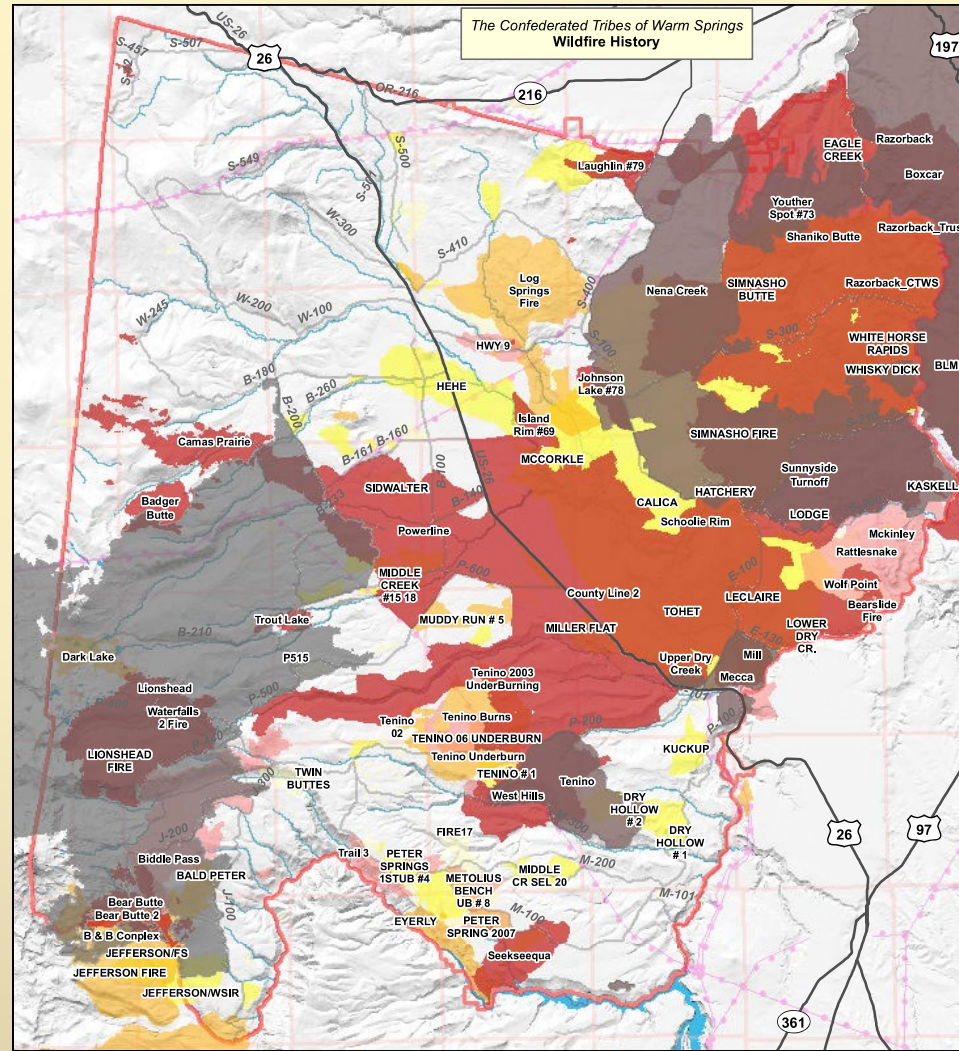 The Confederated Tribes of Warm Springs
Wildfire History
US-26
S-507
S-457
26
197
OR-216
216
EAGLE
CREEK
Razorback
S-500
S-549
S-501
Laughlin #79
Boxcar
Youther
Spot #73
W-300
Shaniko Butte
Razorback_Trus
S-410
Log
Springs
Fire
S-400
Nena Creek
SIMNASHO
BUTTE
Razorback_CTWS
W-245
W-200
W-100
S-100
S-300
HWY 9
WHITE HORSE
RAPIDS
B-180
B-260
HEHE
Johnson
Lake #78
WHISKY DICK
BLM
B-200
Island
Rim #69
Camas Prairie
B-161
B-160
SIMNASHO FIRE
MCCORKLE
US-26
B-100
Sunnyside
Turnoff
SIDWALTER
B-140
HATCHERY
KASKELL
Badger
Butte
CALICA
Schoolie Rim
LODGE
Powerline
Mckinley
Rattlesnake
P-600
E-100
MIDDLE
CREEK
#15 18
Wolf Point
County Line 2
LECLAIRE
TOHET
Bearslide
Fire
Trout Lake
MUDDY RUN # 5
MILLER FLAT
LOWER
DRY
CR.
B-210
E-130
Dark Lake
P515
Upper Dry
Creek
Mill
Mecca
Lionshead
Tenino 2003
UnderBurning
P-500
Waterfalls
2 Fire
Tenino
02
Tenino Burns
P-200
P-100
TENINO 06 UNDERBURN
LIONSHEAD
FIRE
Tenino Underburn
KUCKUP
TWIN
BUTTES
TENINO # 1
Tenino
West Hills
DRY
HOLLOW
# 2
J-200
FIRE17
DRY
HOLLOW
# 1
26
97
Biddle Pass
BALD PETER
Trail 3
PETER
SPRINGS
1STUB #4
M-200
MIDDLE
CR SEL 20
METOLIUS
BENCH
UB # 8
J-100
M-101
Bear Butte
Bear Butte 2
EYERLY
M-100
PETER
SPRING 2007
B & B Conplex
JEFFERSON/FS
Seekseequa
JEFFERSON FIRE
JEFFERSON/WSIR
361